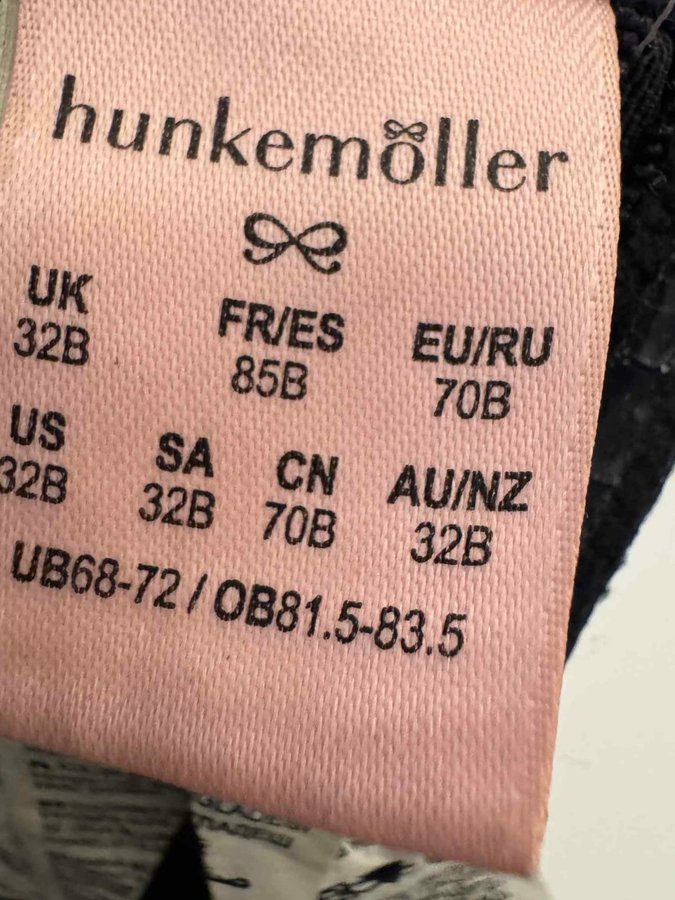 hunkemöller
UK FR/ES EU/RU
32B 85B 70B
US SA CN AU/NZ
32B 32B 70B 32B
UB68-72 / OB81.5-83.5